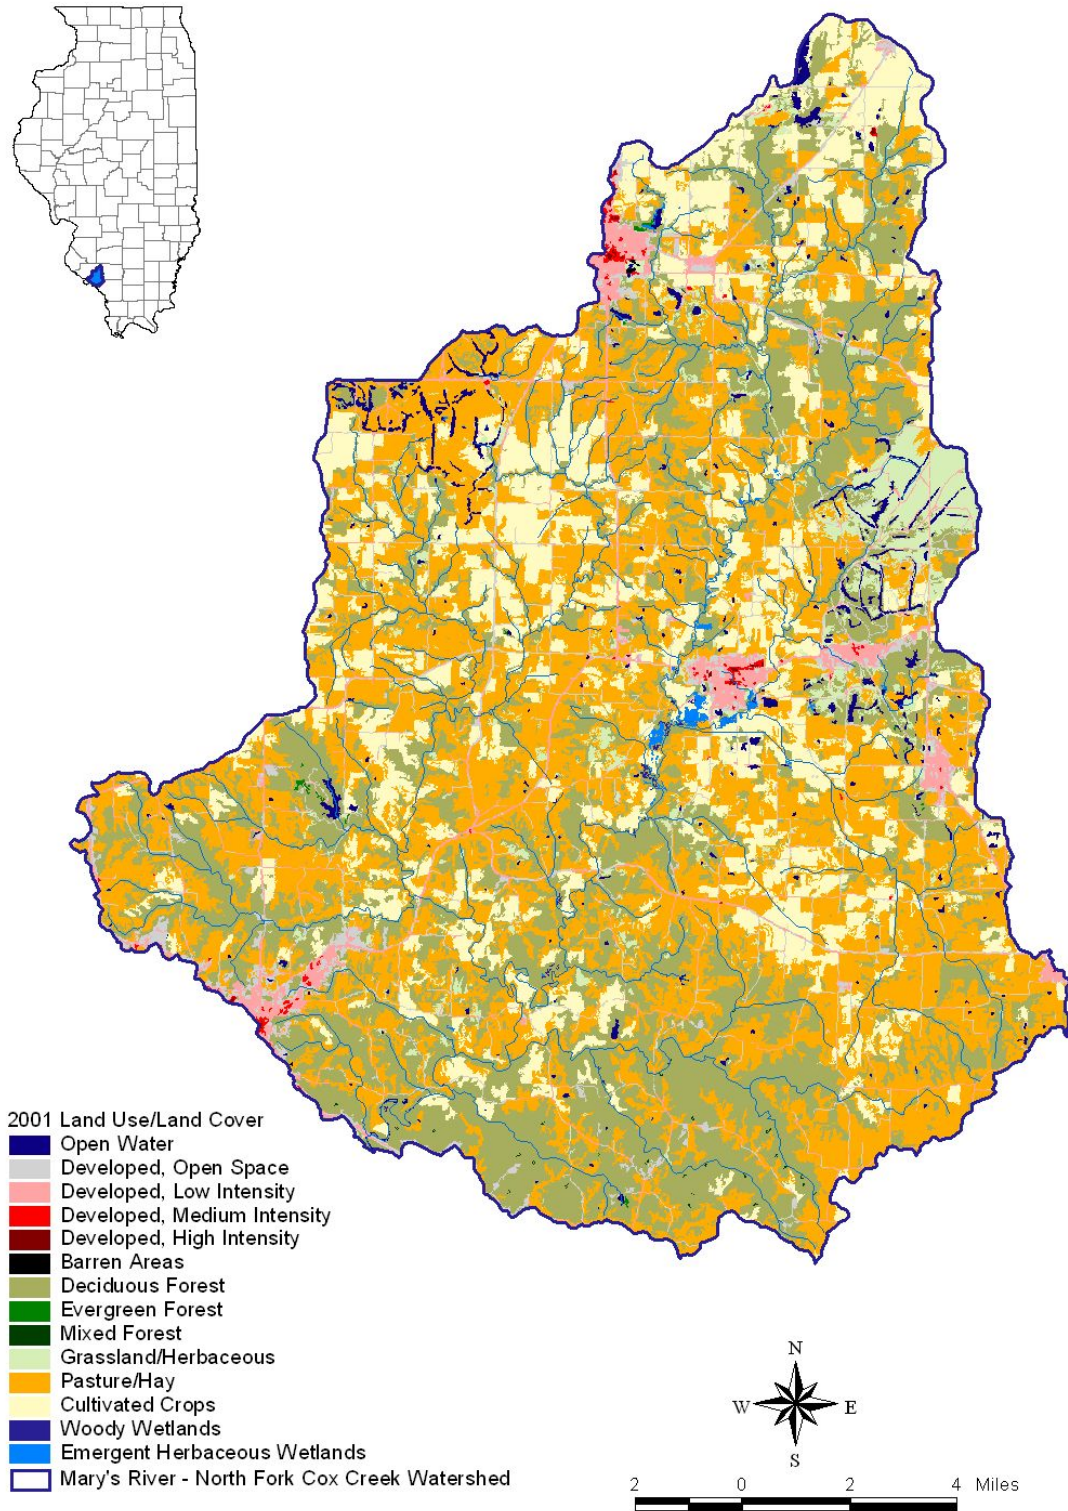 2001 Land Use/Land Cover
Open Water
Developed, Open Space
Developed, Low Intensity
Developed, Medium Intensity
Developed, High Intensity
Barren Areas
Deciduous Forest
Evergreen Forest
Mixed Forest
Grassland/Herbaceous
Pasture/Hay
Cultivated Crops
Woody Wetlands
Emergent Herbaceous Wetlands
Mary's River - North Fork Cox Creek Watershed
N
W E
S
2 0 2 4 Miles